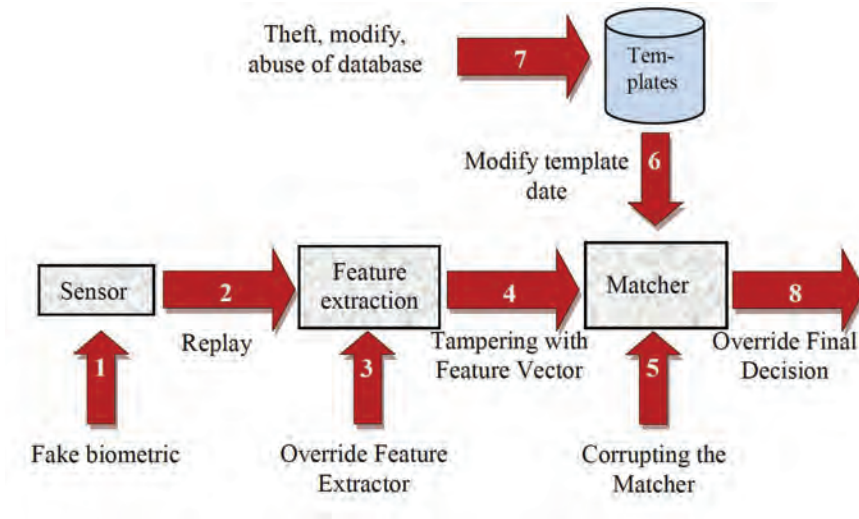 Theft, modify,
abuse of database
7
Tem-
plates
Modify template
date
6
Sensor
2
Replay
Feature
extraction
4
Tampering with
Feature Vector
Matcher
8
Override Final
Decision
1
Fake biometric
3
Override Feature
Extractor
5
Corrupting the
Matcher